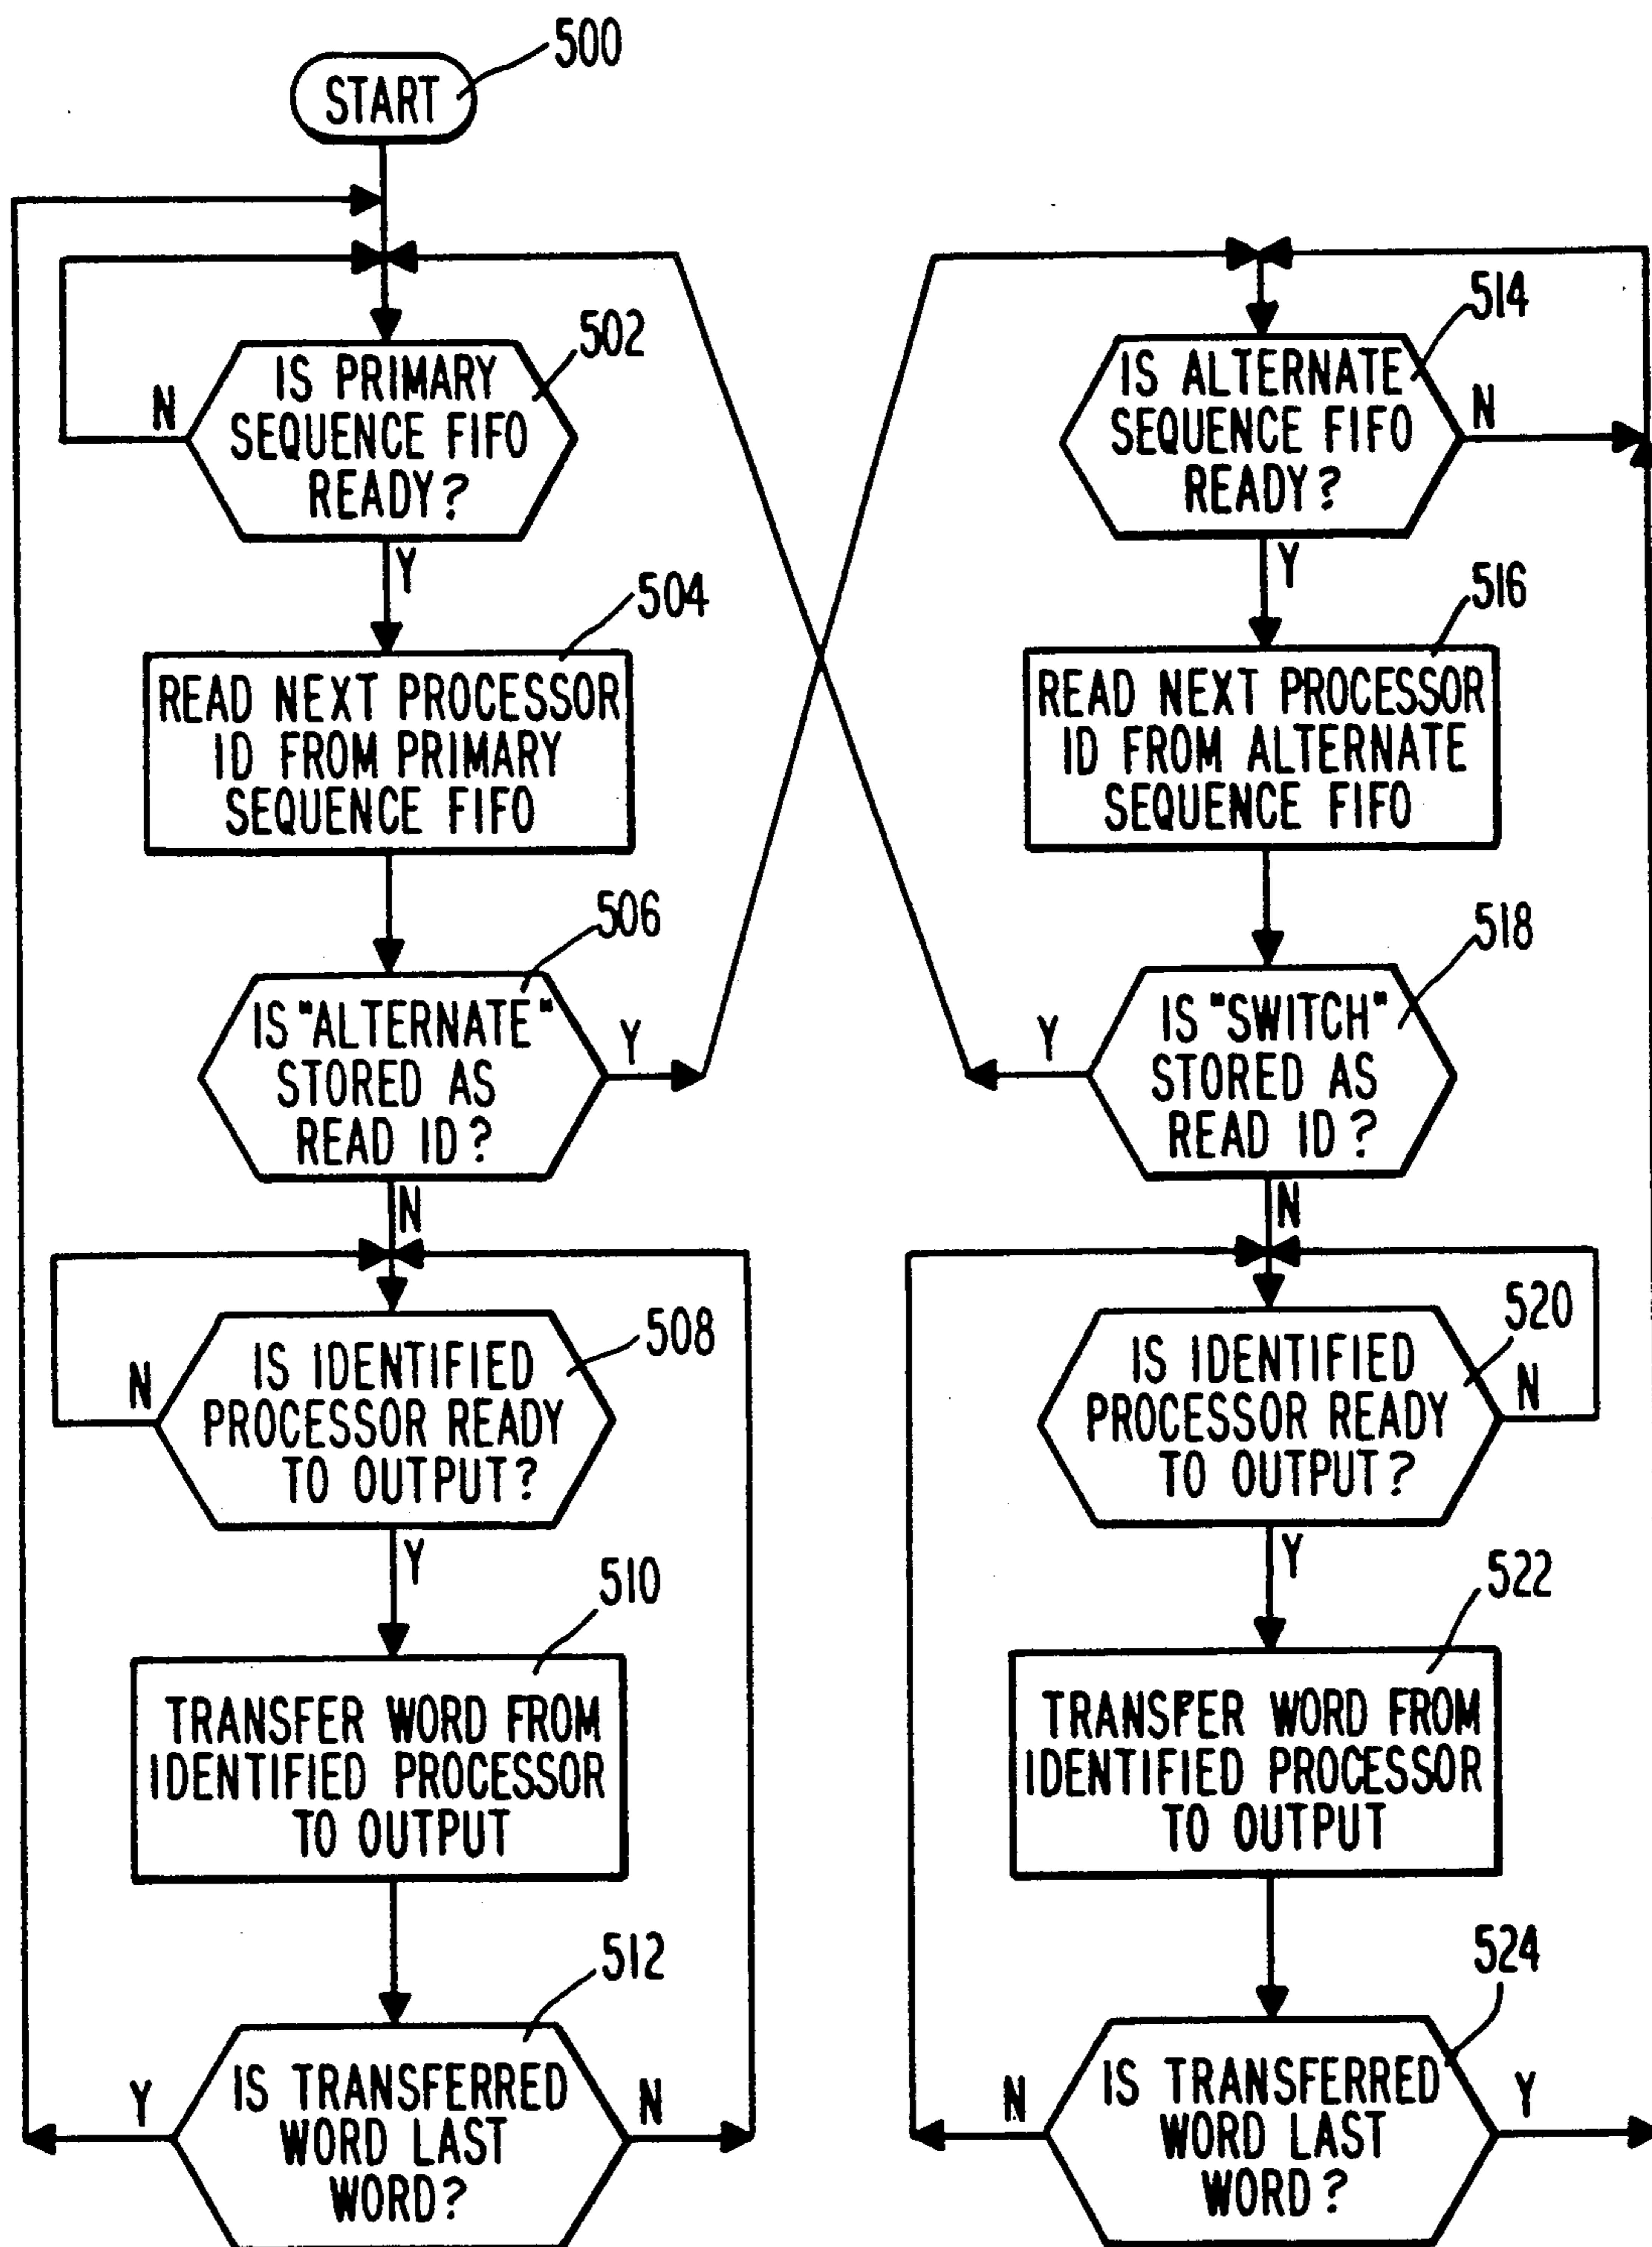 500
START
502
IS PRIMARY
SEQUENCE FIFO
READY?
N
Y
504
READ NEXT PROCESSOR
ID FROM PRIMARY
SEQUENCE FIFO
506
IS "ALTERNATE"
STORED AS
READ ID?
Y
N
508
IS IDENTIFIED
PROCESSOR READY
TO OUTPUT?
N
Y
510
TRANSFER WORD FROM
IDENTIFIED PROCESSOR
TO OUTPUT
512
IS TRANSFERRED
WORD LAST
WORD?
Y
N
514
IS ALTERNATE
SEQUENCE FIFO
READY?
N
Y
516
READ NEXT PROCESSOR
ID FROM ALTERNATE
SEQUENCE FIFO
518
IS "SWITCH"
STORED AS
READ ID?
Y
N
520
IS IDENTIFIED
PROCESSOR READY
TO OUTPUT?
N
Y
522
TRANSFER WORD FROM
IDENTIFIED PROCESSOR
TO OUTPUT
524
IS TRANSFERRED
WORD LAST
WORD?
N
Y